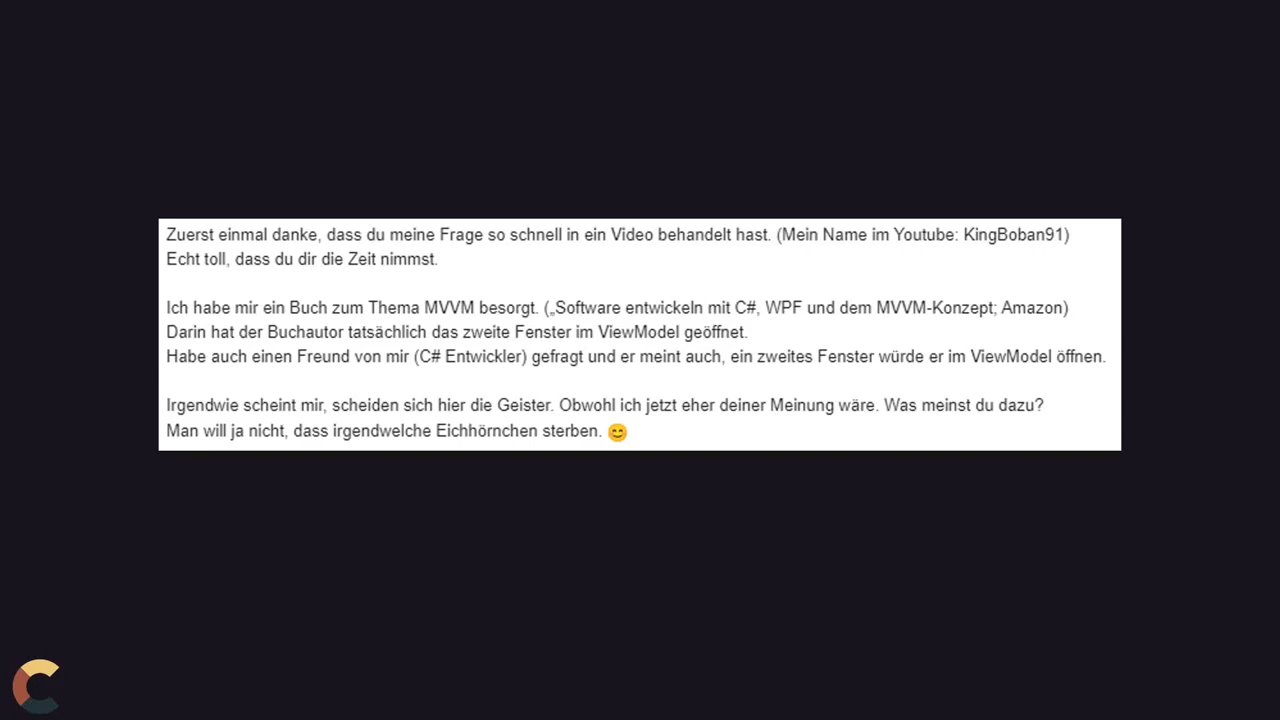 Zuerst einmal danke, dass du meine Frage so schnell in ein Video behandelt hast. (Mein Name im Youtube: KingBoban91)
Echt toll, dass du dir die Zeit nimmst.
Ich habe mir ein Buch zum Thema MVVM besorgt. („Software entwickeln mit C#, WPF und dem MVVM-Konzept; Amazon)
Darin hat der Buchautor tatsächlich das zweite Fenster im ViewModel geöffnet.
Habe auch einen Freund von mir (C# Entwickler) gefragt und er meint auch, ein zweites Fenster würde er im ViewModel öffnen.
Irgendwie scheint mir, scheiden sich hier die Geister. Obwohl ich jetzt eher deiner Meinung wäre. Was meinst du dazu?
Man will ja nicht, dass irgendwelche Eichhörnchen sterben. 😊